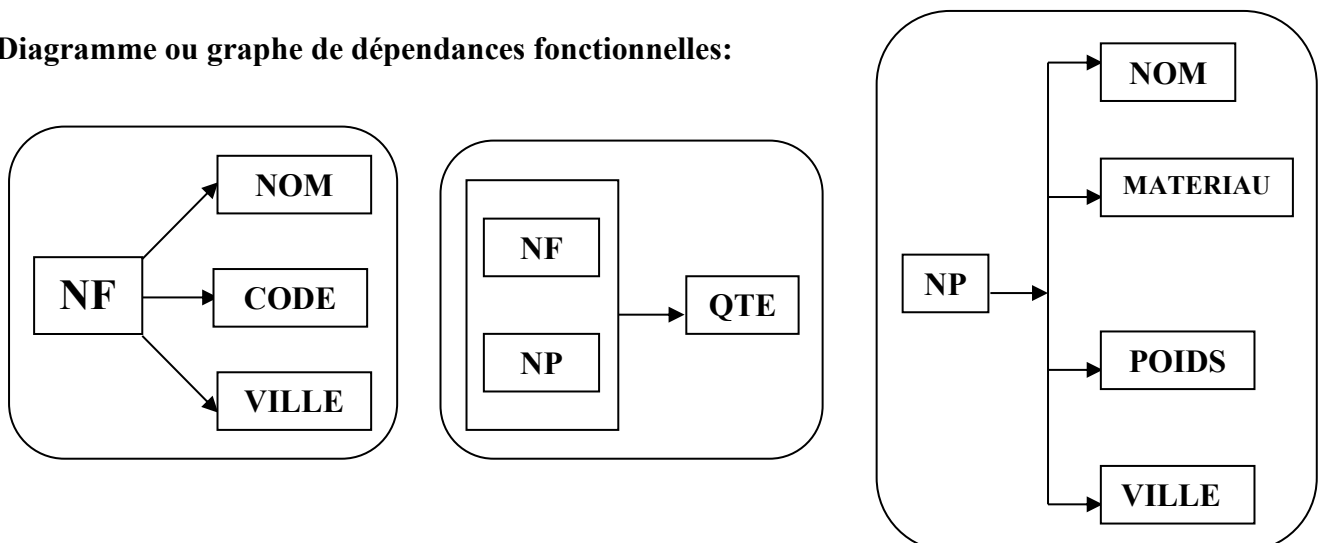 Diagramme ou graphe de dépendances fonctionnelles:
NF
NOM
CODE
VILLE
NF
NP
QTE
NP
NOM
MATERIAU
POIDS
VILLE